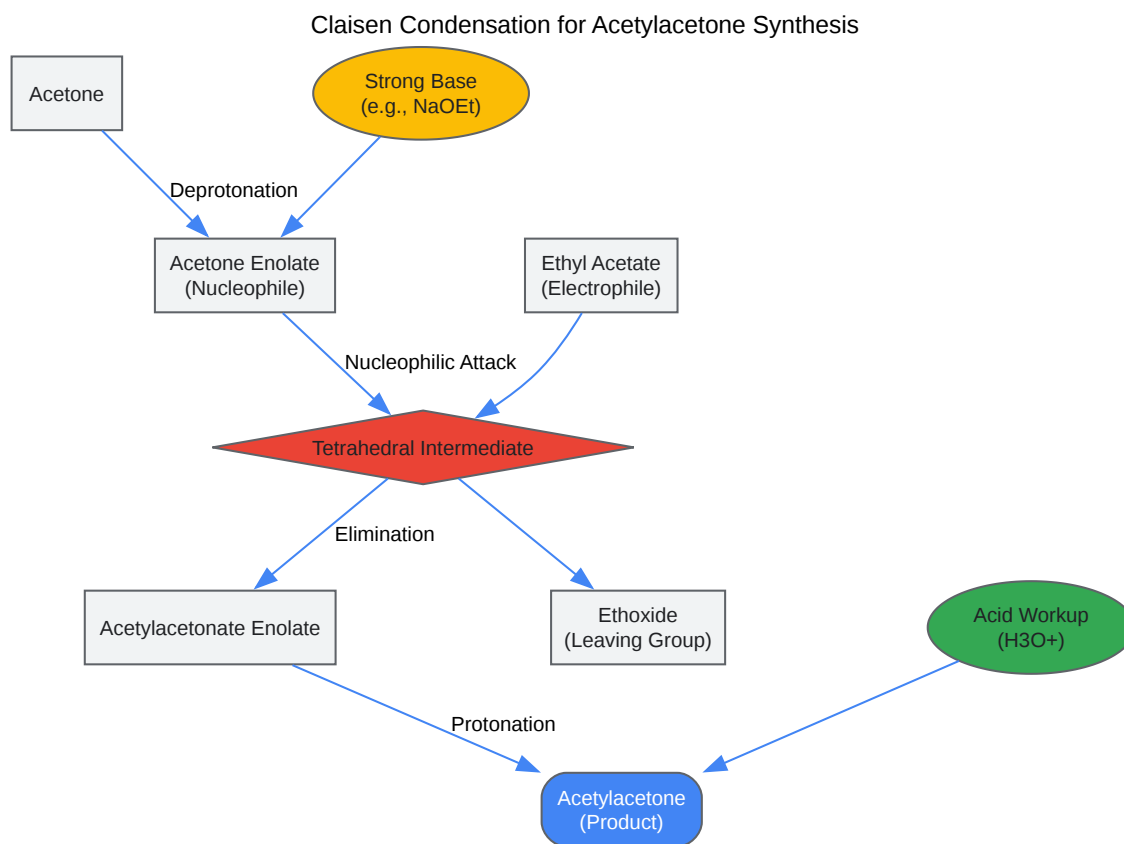 Claisen Condensation for Acetylacetone Synthesis
Acetone
Strong Base
(e.g., NaOEt)
Deprotonation
Acetone Enolate
(Nucleophile)
Ethyl Acetate
(Electrophile)
Nucleophilic Attack
Tetrahedral Intermediate
Elimination
Acetylacetonate Enolate
Ethoxide
(Leaving Group)
Acid Workup
(H3O+)
Protonation
Acetylacetone
(Product)